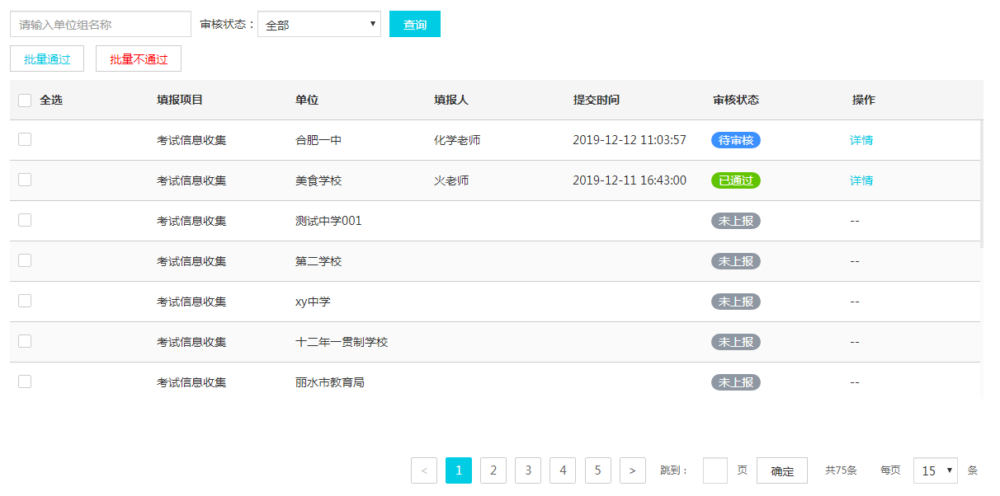 请输入单位组名称 审核状态： 全部 查询
批量通过 批量不通过
全选 填报项目 单位 填报人 提交时间 审核状态 操作
考试信息收集 合肥一中 化学老师 2019-12-12 11:03:57 待审核 详情
考试信息收集 美食学校 火老师 2019-12-11 16:43:00 已通过 详情
考试信息收集 测试中学001 未上报 --
考试信息收集 第二学校 未上报 --
考试信息收集 xy中学 未上报 --
考试信息收集 十二年一贯制学校 未上报 --
考试信息收集 丽水市教育局 未上报 --
< 1 2 3 4 5 > 跳到： 页 确定 共75条 每页 15 条